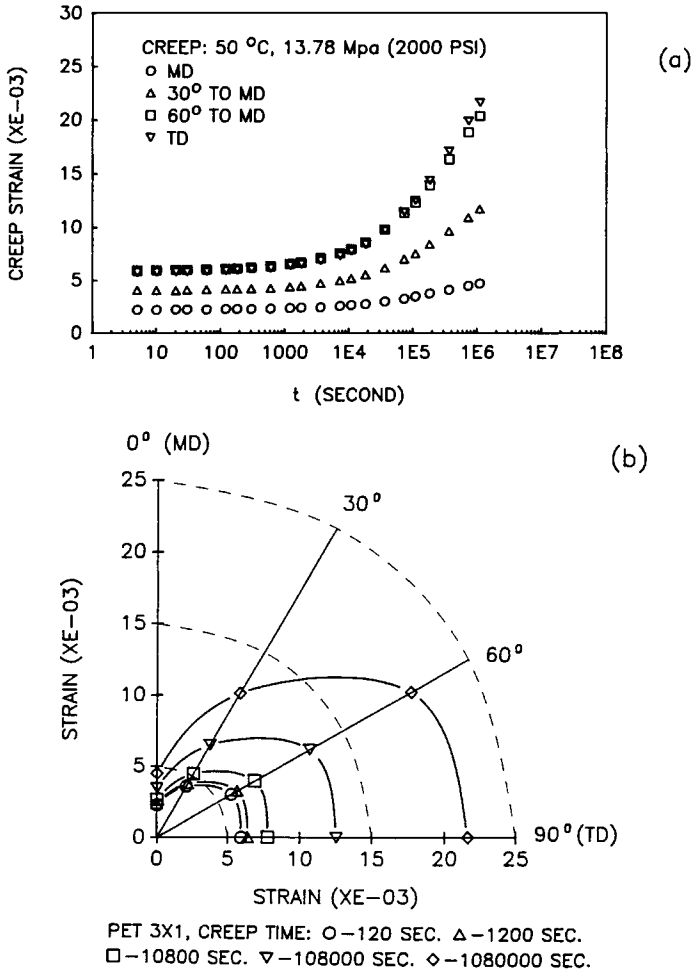 30
CREEP: 50 °C, 13.78 Mpa (2000 PSI)
(a)
○ MD
25
△ 30° TO MD
□ 60° TO MD
20
▽ TD
15
10
5
0
CREEP STRAIN (XE-03)
1 10 100 1000 1E4 1E5 1E6 1E7 1E8
t (SECOND)
0° (MD)
(b)
25
30°
20
15
60°
10
5
0
STRAIN (XE-03)
90° (TD)
0 5 10 15 20 25
STRAIN (XE-03)
PET 3X1, CREEP TIME: ○-120 SEC. △-1200 SEC.
□-10800 SEC. ▽-108000 SEC. ◇-1080000 SEC.